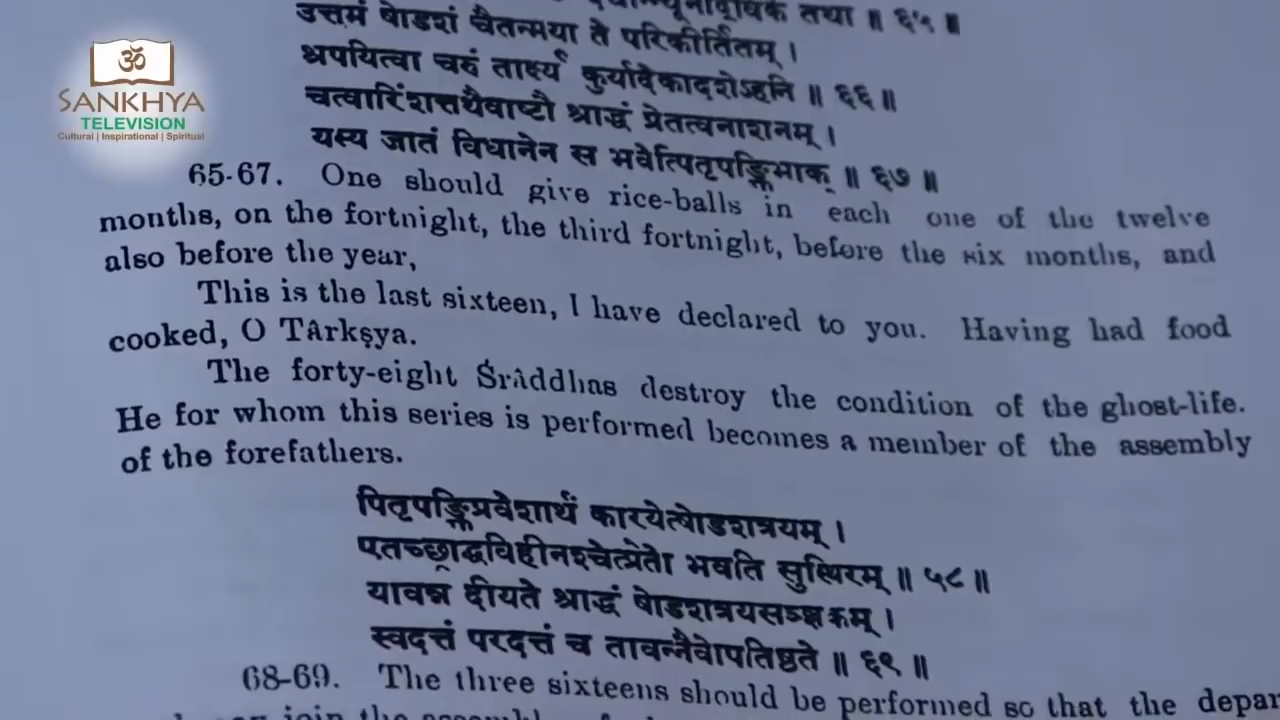 ॐ
SANKHYA
TELEVISION
Cultural | Inspirational | Spiritual
तथा ॥ ६५ ॥
उत्तमं षोडशं चैतन्मया ते परिकीर्तितम् ।
श्रपयित्वा चरुं तार्क्ष्य कुर्यादेकादशेऽहनि ॥ ६६ ॥
चत्वारिंशत्तथैवाष्टौ श्राद्धं प्रेतत्वनाशनम् ।
यस्य जातं विधानेन स भवेत्पितृपङ्क्तिभाक् ॥ ६७ ॥
65-67. One should give rice-balls in each one of the twelve
months, on the fortnight, the third fortnight, before the six months, and
also before the year,
This is the last sixteen, I have declared to you. Having had food
cooked, O Târkṣya.
The forty-eight Śrâddhas destroy the condition of the ghost-life.
He for whom this series is performed becomes a member of the assembly
of the forefathers.
पितृपङ्क्तिप्रवेशार्थं कारयेत्षोडशत्रयम् ।
एतच्छ्राद्धविहीनश्चेत्प्रेतो भवति सुस्थिरम् ॥ ५८ ॥
यावन्न दीयते श्राद्धं षोडशत्रयसञ्ज्ञकम् ।
स्वदत्तं परदत्तं च तावन्नैवोपतिष्ठते ॥ ६९ ॥
68-69. The three sixteens should be performed so that the depar
join the